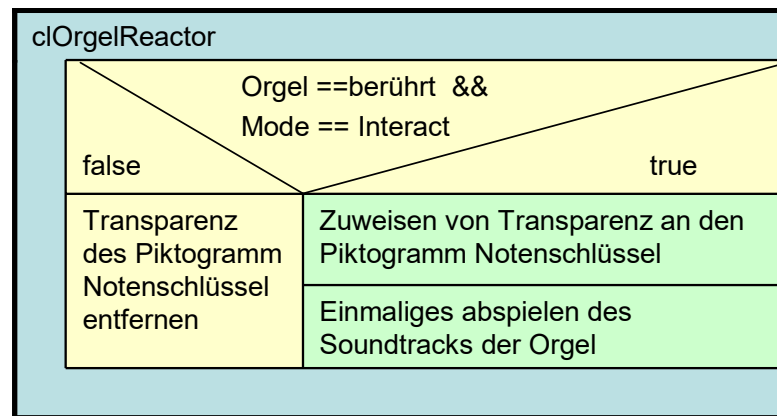 clOrgelReactor
Orgel ==berührt  &&
Mode == Interact
false
true
Transparenz
des Piktogramm
Notenschlüssel
entfernen
Zuweisen von Transparenz an den
Piktogramm Notenschlüssel
Einmaliges abspielen des
Soundtracks der Orgel